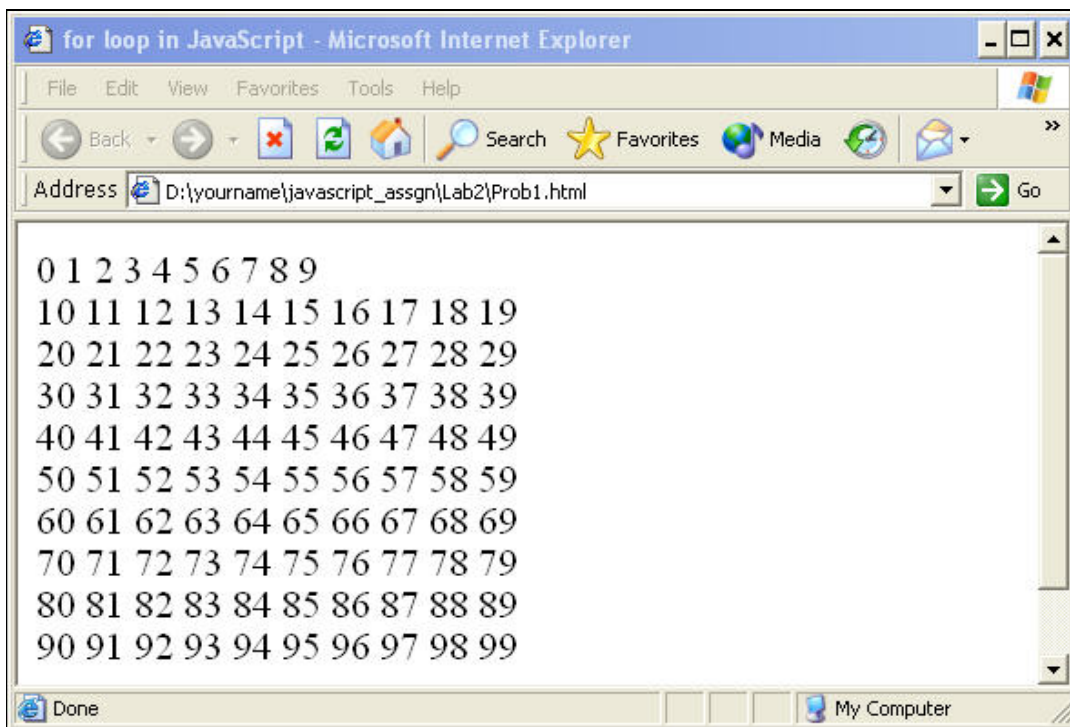 for loop in JavaScript - Microsoft Internet Explorer
File Edit View Favorites Tools Help
Back Search Favorites Media »
Address D:\yourname\javascript_assgn\Lab2\Prob1.html Go
0 1 2 3 4 5 6 7 8 9
10 11 12 13 14 15 16 17 18 19
20 21 22 23 24 25 26 27 28 29
30 31 32 33 34 35 36 37 38 39
40 41 42 43 44 45 46 47 48 49
50 51 52 53 54 55 56 57 58 59
60 61 62 63 64 65 66 67 68 69
70 71 72 73 74 75 76 77 78 79
80 81 82 83 84 85 86 87 88 89
90 91 92 93 94 95 96 97 98 99
Done My Computer